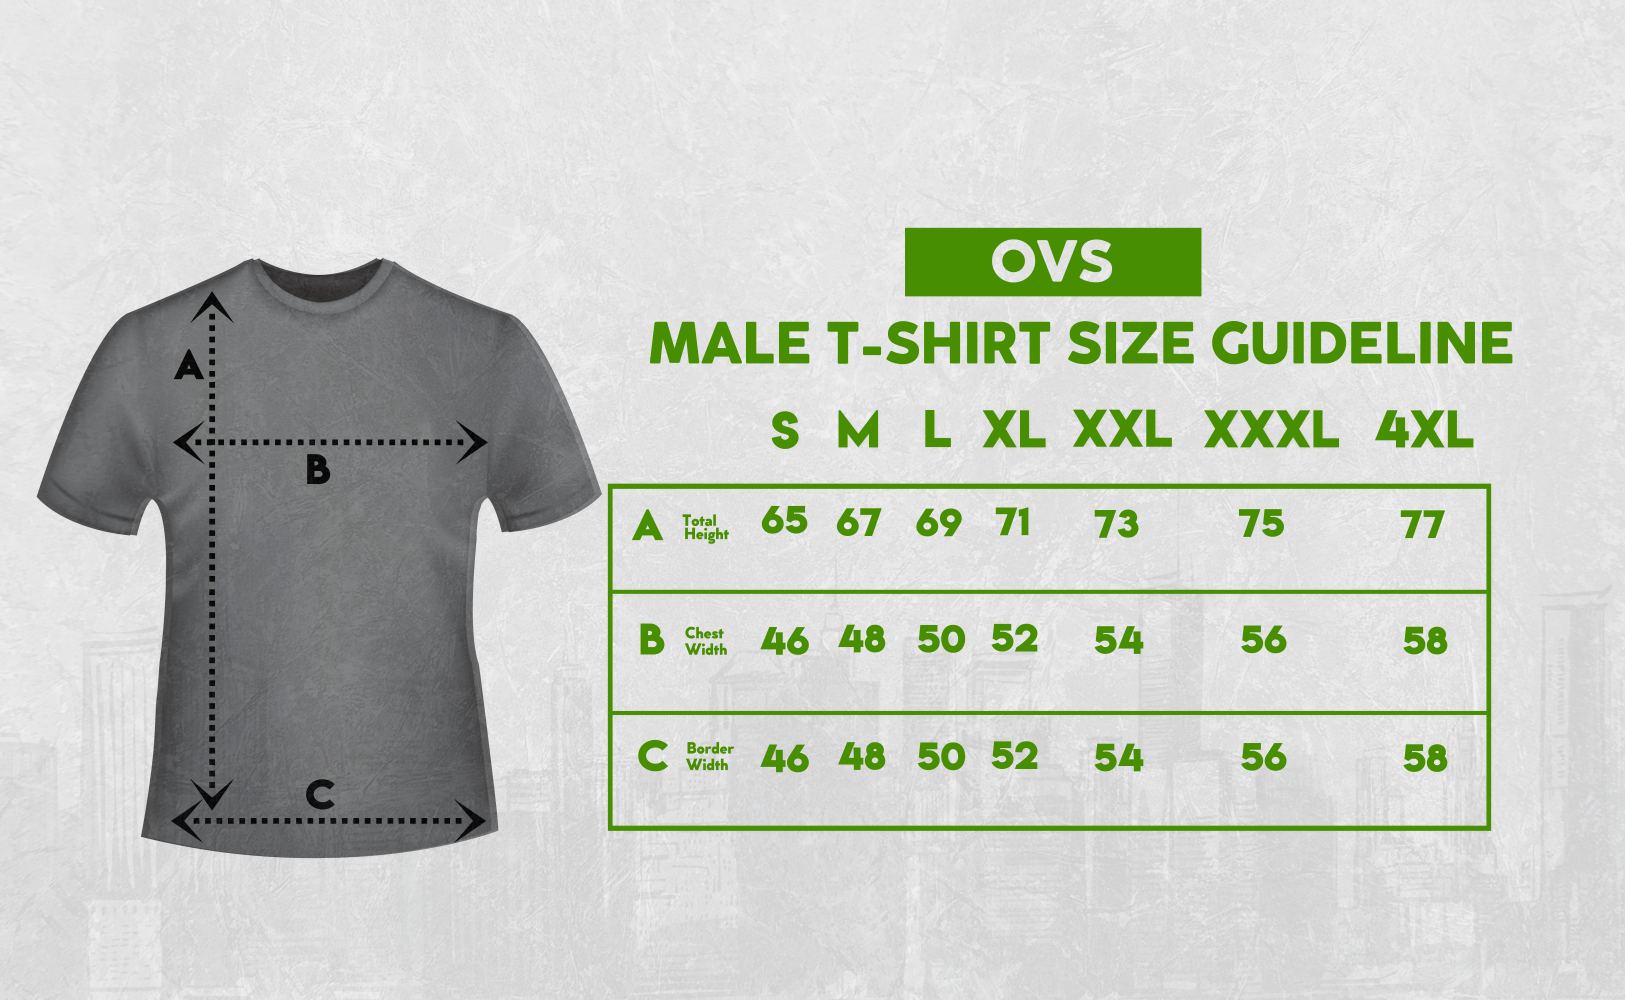 OVS
MALE T-SHIRT SIZE GUIDELINE
S M L XL XXL XXXL 4XL
A Total Height 65 67 69 71 73 75 77
B Chest Width 46 48 50 52 54 56 58
C Border Width 46 48 50 52 54 56 58
A
B
C